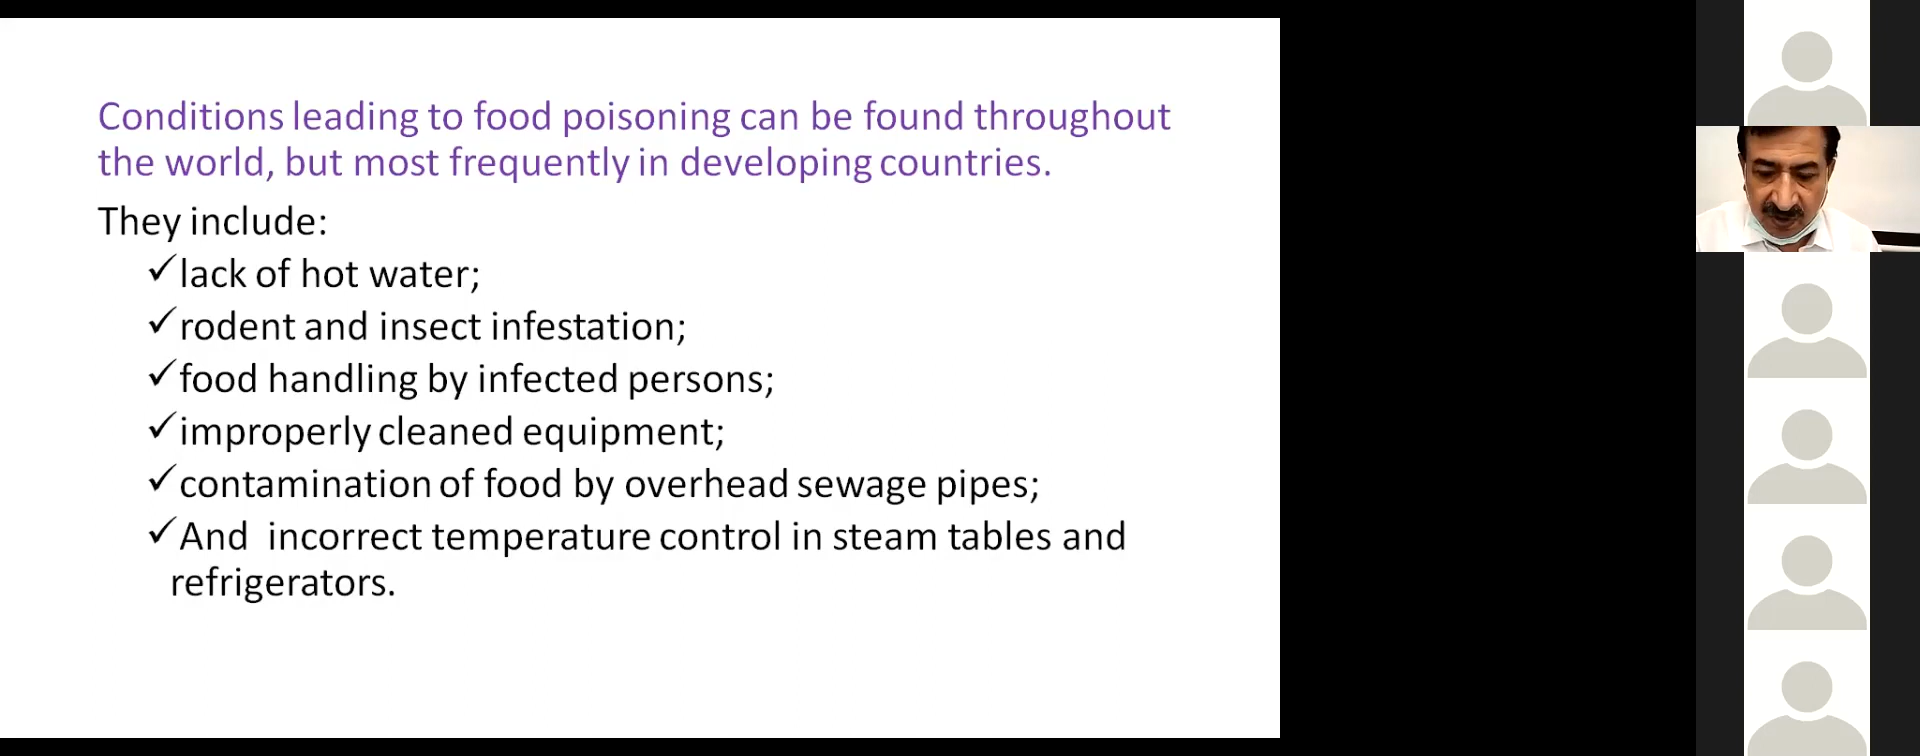 Conditions leading to food poisoning can be found throughout
the world, but most frequently in developing countries.
They include:
✓lack of hot water;
✓rodent and insect infestation;
✓food handling by infected persons;
✓improperly cleaned equipment;
✓contamination of food by overhead sewage pipes;
✓And incorrect temperature control in steam tables and
refrigerators.